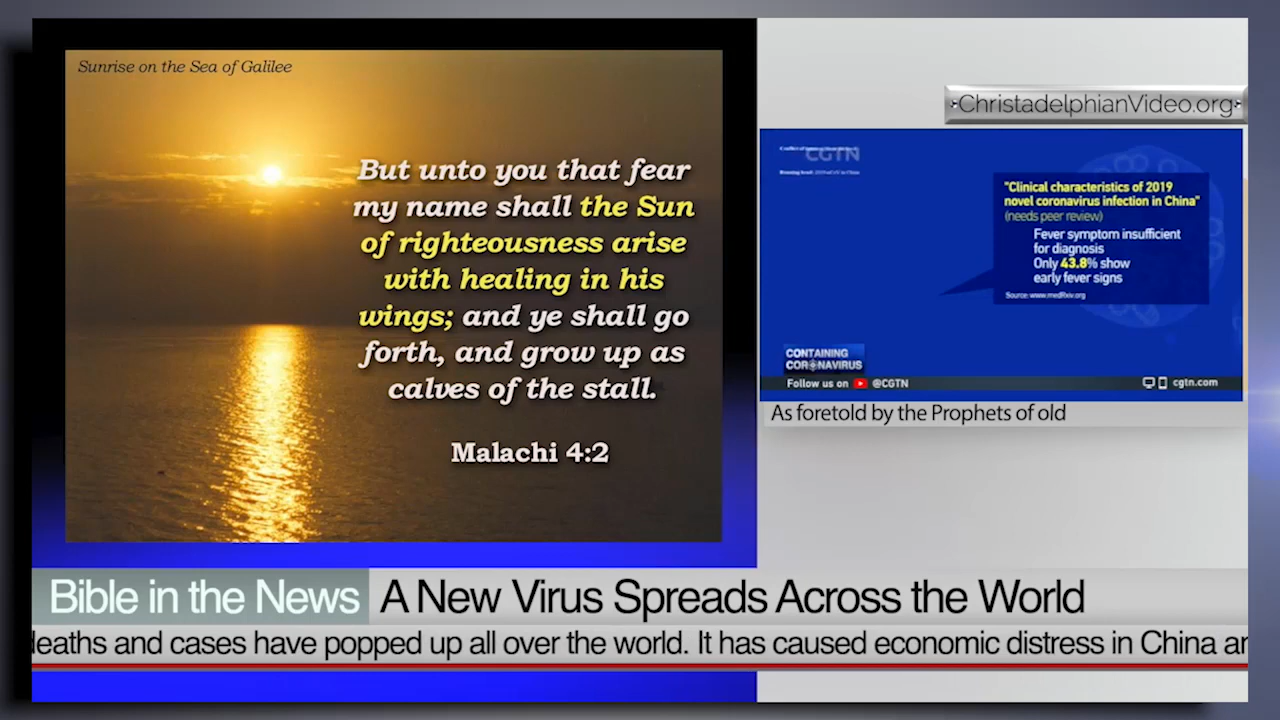 Sunrise on the Sea of Galilee
But unto you that fear
my name shall the Sun
of righteousness arise
with healing in his
wings; and ye shall go
forth, and grow up as
calves of the stall.
Malachi 4:2
ChristadelphianVideo.org
CGTN
"Clinical characteristics of 2019
novel coronavirus infection in China"
(needs peer review)
Fever symptom insufficient
for diagnosis
Only 43.8% show
early fever signs
Source: www.medRxiv.org
CONTAINING
CORONAVIRUS
Follow us on @CGTN
cgtn.com
As foretold by the Prophets of old
Bible in the News
A New Virus Spreads Across the World
deaths and cases have popped up all over the world. It has caused economic distress in China